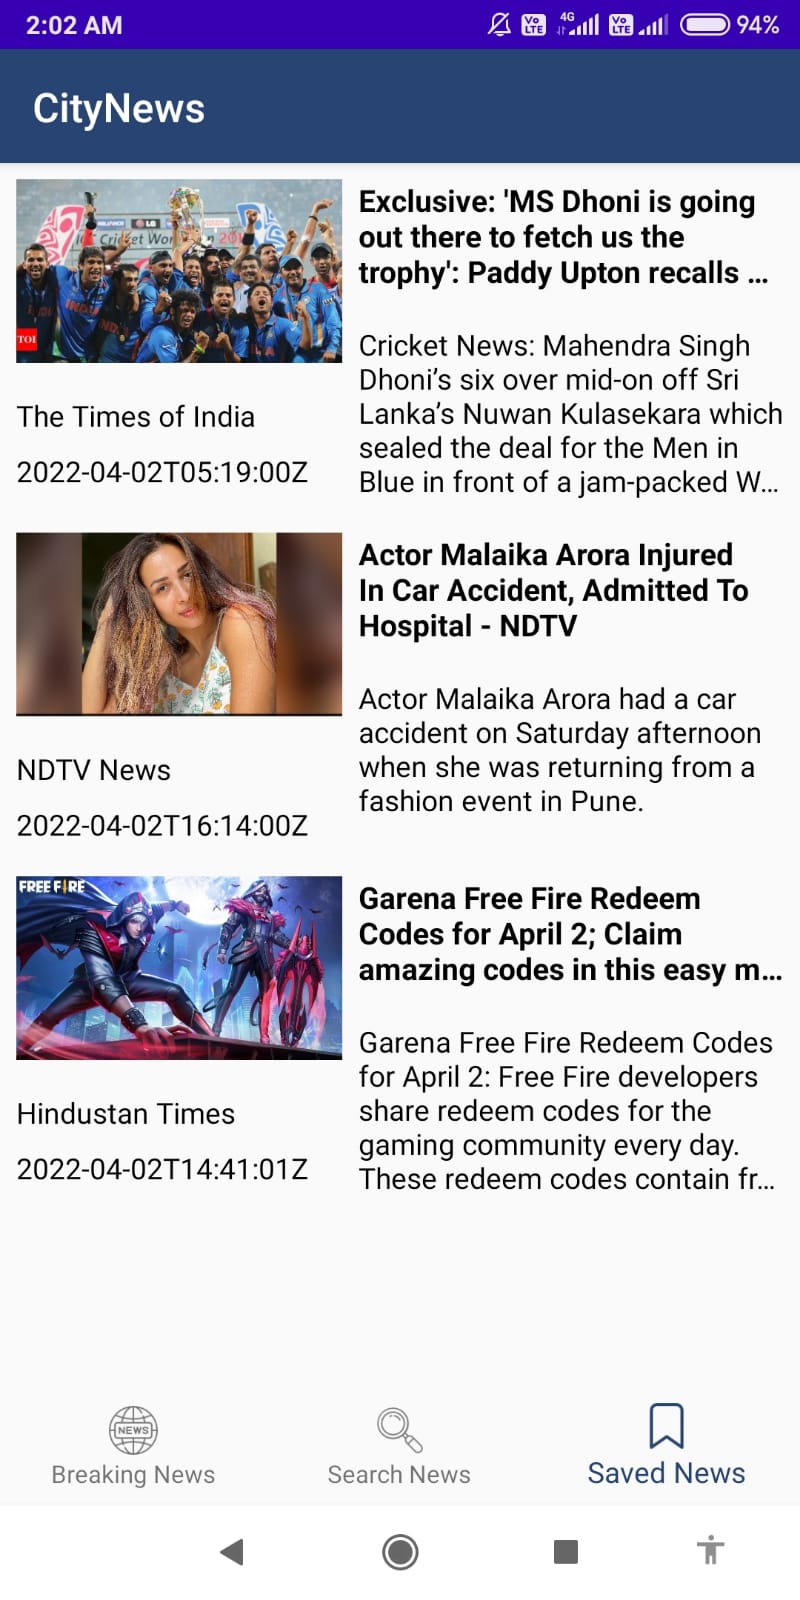 2:02 AM
Vo LTE
4G
Vo LTE
94%
CityNews
TOI
Exclusive: 'MS Dhoni is going
out there to fetch us the
trophy': Paddy Upton recalls ...
The Times of India
2022-04-02T05:19:00Z
Cricket News: Mahendra Singh
Dhoni’s six over mid-on off Sri
Lanka’s Nuwan Kulasekara which
sealed the deal for the Men in
Blue in front of a jam-packed W...
Actor Malaika Arora Injured
In Car Accident, Admitted To
Hospital - NDTV
NDTV News
2022-04-02T16:14:00Z
Actor Malaika Arora had a car
accident on Saturday afternoon
when she was returning from a
fashion event in Pune.
FREE FIRE
Garena Free Fire Redeem
Codes for April 2; Claim
amazing codes in this easy m...
Hindustan Times
2022-04-02T14:41:01Z
Garena Free Fire Redeem Codes
for April 2: Free Fire developers
share redeem codes for the
gaming community every day.
These redeem codes contain fr...
NEWS
Breaking News
Search News
Saved News